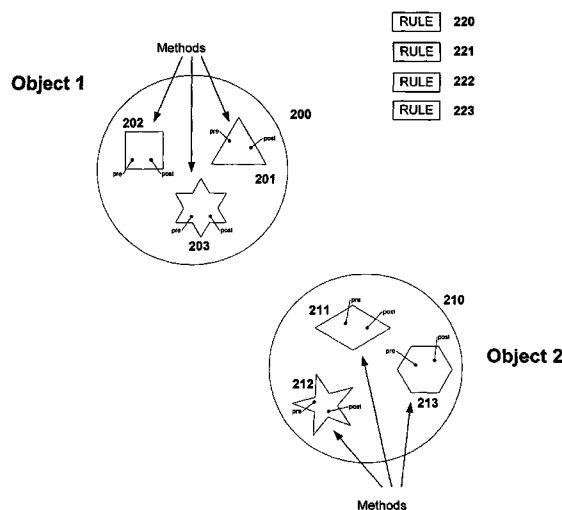 RULE 220
RULE 221
RULE 222
RULE 223
Methods
Object 1
200
202
pre
post
201
pre
post
203
pre
post
211
pre
post
210
pre
post
Object 2
212
pre
post
213
Methods